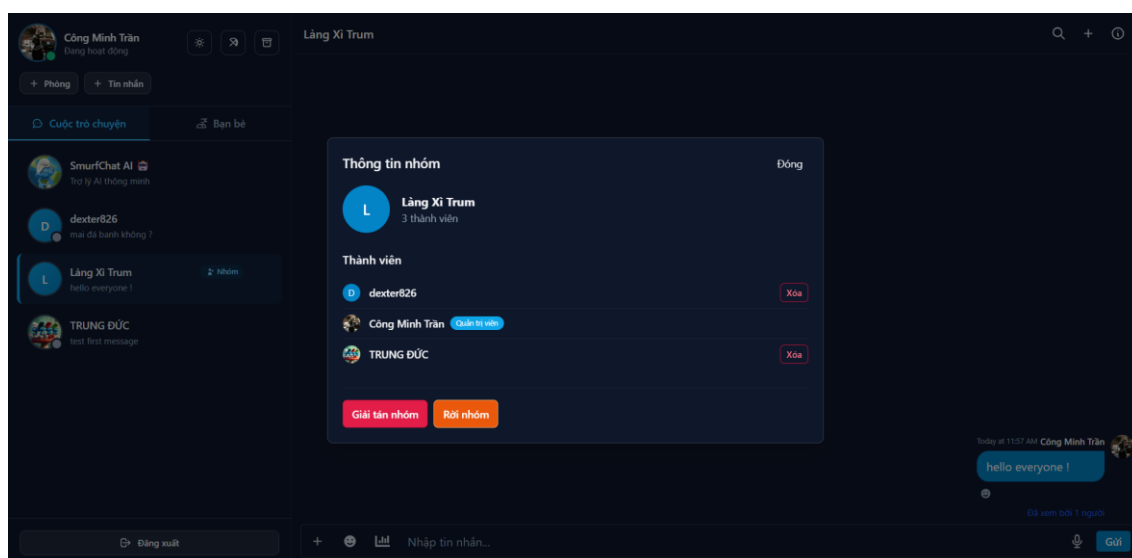 Công Minh Trần
Đang hoạt động
+ Phòng
+ Tin nhắn
Cuộc trò chuyện
Bạn bè
SmurfChat AI
Trợ lý AI thông minh
D
dexter826
mai đá banh không ?
L
Làng Xì Trum
Nhóm
hello everyone !
TRUNG ĐỨC
test first message
Đăng xuất
Làng Xì Trum
Thông tin nhóm
Đóng
L
Làng Xì Trum
3 thành viên
Thành viên
D
dexter826
Xóa
Công Minh Trần
Quản trị viên
TRUNG ĐỨC
Xóa
Giải tán nhóm
Rời nhóm
Today at 11:57 AM Công Minh Trần
hello everyone !
Đã xem bởi 1 người
Nhập tin nhắn...
Gửi